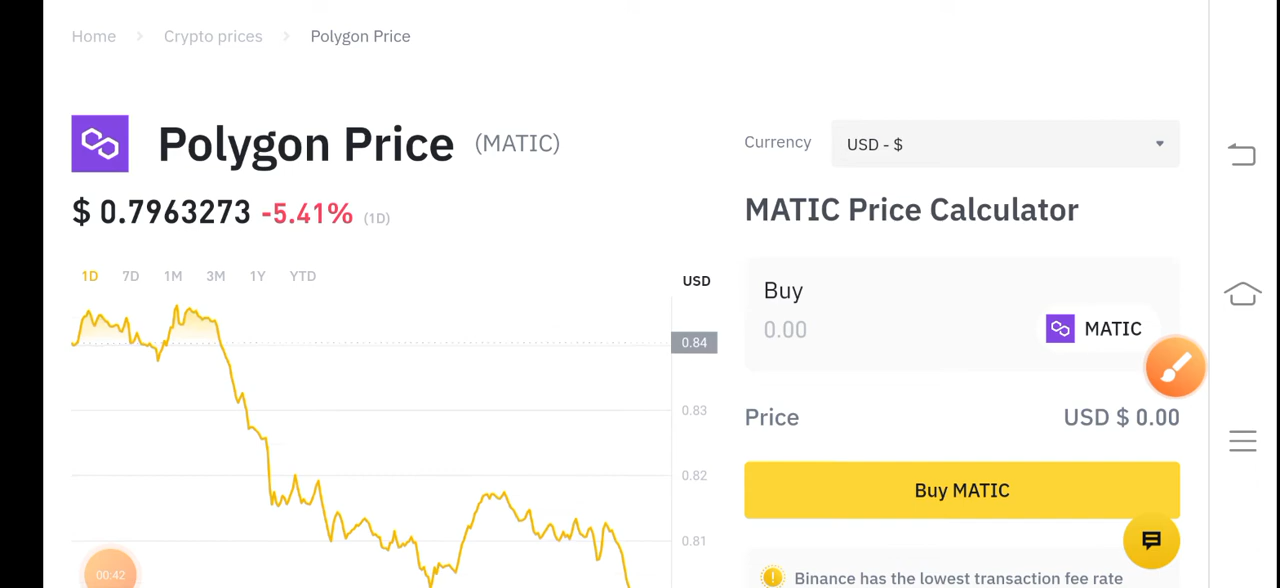 Home > Crypto prices > Polygon Price
Polygon Price (MATIC)
$ 0.7963273 -5.41% (1D)
1D 7D 1M 3M 1Y YTD
USD
0.84
0.83
0.82
0.81
00:42
Currency
USD - $
MATIC Price Calculator
Buy
0.00
MATIC
Price
USD $ 0.00
Buy MATIC
Binance has the lowest transaction fee rate